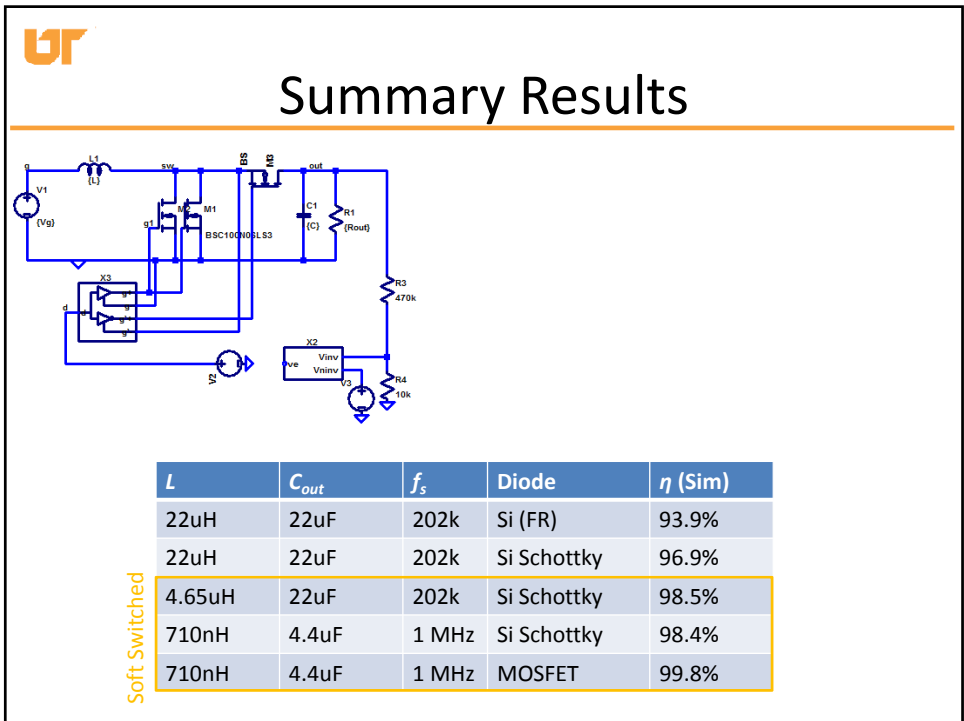 UT
Summary Results
g
L1
{L}
sw
BS
M3
out
V1
{Vg}
g1
M2
M1
BSC100N06LS3
C1
{C}
R1
{Rout}
X3
d
d
g+
g-
g'+
g'-
R3
470k
V2
X2
ve
Vinv
Vninv
V3
R4
10k
L Cout fs Diode η (Sim)
22uH 22uF 202k Si (FR) 93.9%
22uH 22uF 202k Si Schottky 96.9%
Soft Switched
4.65uH 22uF 202k Si Schottky 98.5%
710nH 4.4uF 1 MHz Si Schottky 98.4%
710nH 4.4uF 1 MHz MOSFET 99.8%